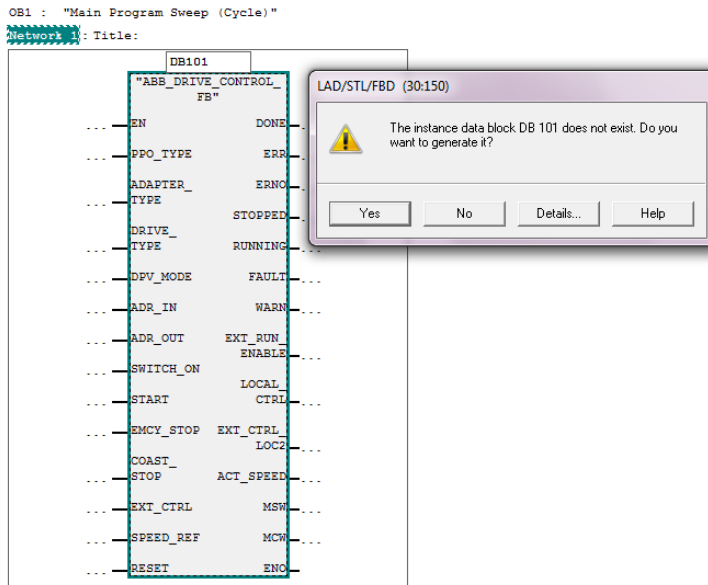 OB1 : "Main Program Sweep (Cycle)"
Network 1: Title:
DB101
"ABB_DRIVE_CONTROL_
FB"
... EN DONE ...
... PPO_TYPE ERR ...
ADAPTER_ ERNO ...
... TYPE
STOPPED ...
DRIVE_
... TYPE RUNNING ...
... DPV_MODE FAULT ...
... ADR_IN WARN ...
... ADR_OUT EXT_RUN_
ENABLE ...
... SWITCH_ON
LOCAL_
... START CTRL ...
... EMCY_STOP EXT_CTRL_
LOC2 ...
COAST_
... STOP ACT_SPEED ...
... EXT_CTRL MSW ...
... SPEED_REF MCW ...
... RESET ENO
LAD/STL/FBD (30:150)
The instance data block DB 101 does not exist. Do you
want to generate it?
Yes No Details... Help